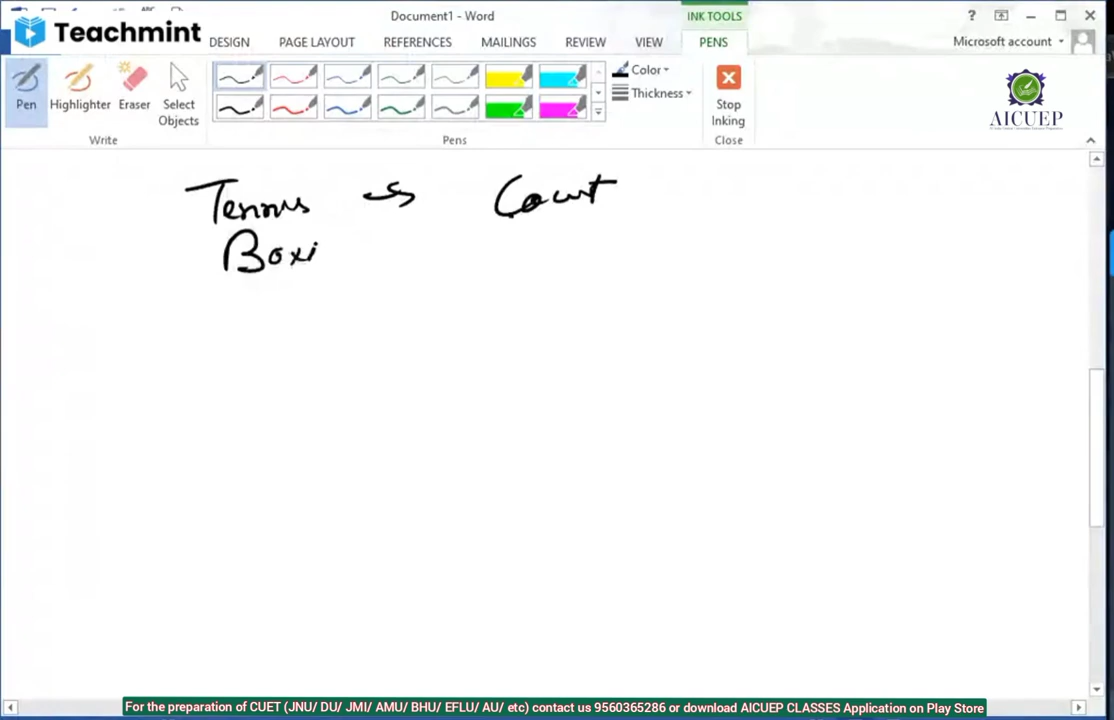 Document1 - Word
INK TOOLS
Teachmint
DESIGN PAGE LAYOUT REFERENCES MAILINGS REVIEW VIEW PENS
Microsoft account
Pen Highlighter Eraser Select Objects
Color
Thickness
Stop Inking
Write Pens Close
AICUEP
Tennis → Court
Boxi
For the preparation of CUET (JNU/ DU/ JMI/ AMU/ BHU/ EFLU/ AU/ etc) contact us 9560365286 or download AICUEP CLASSES Application on Play Store